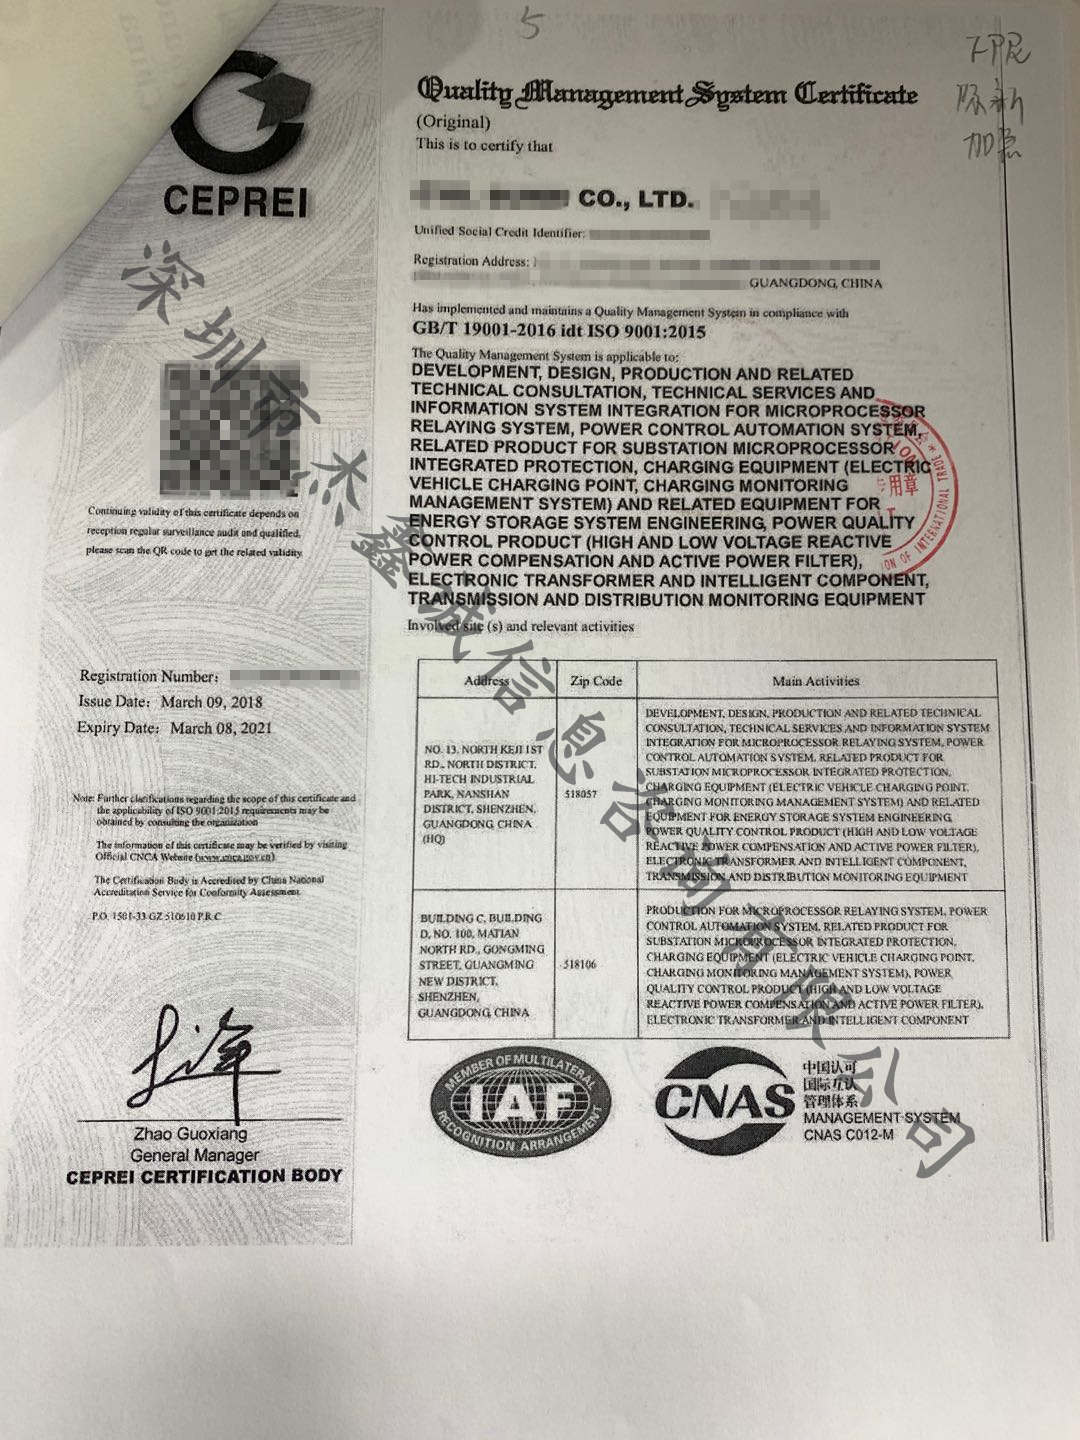 5
陈新
加急
CEPREI
Quality Management System Certificate
(Original)
This is to certify that
CO., LTD.
Unified Social Credit Identifier:
Registration Address:
GUANGDONG, CHINA
Has implemented and maintains a Quality Management System in compliance with
GB/T 19001-2016 idt ISO 9001:2015
The Quality Management System is applicable to:
DEVELOPMENT, DESIGN, PRODUCTION AND RELATED
TECHNICAL CONSULTATION, TECHNICAL SERVICES AND
INFORMATION SYSTEM INTEGRATION FOR MICROPROCESSOR
RELAYING SYSTEM, POWER CONTROL AUTOMATION SYSTEM,
RELATED PRODUCT FOR SUBSTATION MICROPROCESSOR
INTEGRATED PROTECTION, CHARGING EQUIPMENT (ELECTRIC
VEHICLE CHARGING POINT, CHARGING MONITORING
MANAGEMENT SYSTEM) AND RELATED EQUIPMENT FOR
ENERGY STORAGE SYSTEM ENGINEERING, POWER QUALITY
CONTROL PRODUCT (HIGH AND LOW VOLTAGE REACTIVE
POWER COMPENSATION AND ACTIVE POWER FILTER),
ELECTRONIC TRANSFORMER AND INTELLIGENT COMPONENT,
TRANSMISSION AND DISTRIBUTION MONITORING EQUIPMENT
用章
ON OF INTERNATIONAL TRADE
Involved site (s) and relevant activities
Address Zip Code Main Activities
NO. 13, NORTH KEJI 1ST
RD., NORTH DISTRICT,
HI-TECH INDUSTRIAL
PARK, NANSHAN
DISTRICT, SHENZHEN,
GUANGDONG, CHINA
(HQ)
518057
DEVELOPMENT, DESIGN, PRODUCTION AND RELATED TECHNICAL
CONSULTATION, TECHNICAL SERVICES AND INFORMATION SYSTEM
INTEGRATION FOR MICROPROCESSOR RELAYING SYSTEM, POWER
CONTROL AUTOMATION SYSTEM, RELATED PRODUCT FOR
SUBSTATION MICROPROCESSOR INTEGRATED PROTECTION,
CHARGING EQUIPMENT (ELECTRIC VEHICLE CHARGING POINT,
CHARGING MONITORING MANAGEMENT SYSTEM) AND RELATED
EQUIPMENT FOR ENERGY STORAGE SYSTEM ENGINEERING,
POWER QUALITY CONTROL PRODUCT (HIGH AND LOW VOLTAGE
REACTIVE POWER COMPENSATION AND ACTIVE POWER FILTER),
ELECTRONIC TRANSFORMER AND INTELLIGENT COMPONENT,
TRANSMISSION AND DISTRIBUTION MONITORING EQUIPMENT
BUILDING C, BUILDING
D, NO. 100, MATIAN
NORTH RD., GONGMING
STREET, GUANGMING
NEW DISTRICT,
SHENZHEN,
GUANGDONG, CHINA
518106
PRODUCTION FOR MICROPROCESSOR RELAYING SYSTEM, POWER
CONTROL AUTOMATION SYSTEM, RELATED PRODUCT FOR
SUBSTATION MICROPROCESSOR INTEGRATED PROTECTION,
CHARGING EQUIPMENT (ELECTRIC VEHICLE CHARGING POINT,
CHARGING MONITORING MANAGEMENT SYSTEM), POWER
QUALITY CONTROL PRODUCT (HIGH AND LOW VOLTAGE
REACTIVE POWER COMPENSATION AND ACTIVE POWER FILTER),
ELECTRONIC TRANSFORMER AND INTELLIGENT COMPONENT
Continuing validity of this certificate depends on
reception regular surveillance audit and qualified,
please scan the QR code to get the related validity.
Registration Number:
Issue Date: March 09, 2018
Expiry Date: March 08, 2021
Note: Further clarifications regarding the scope of this certificate and
the applicability of ISO 9001:2015 requirements may be
obtained by consulting the organization
The information of this certificate may be verified by visiting
Official CNCA Website (www.cnca.gov.cn)
The Certification Body is Accredited by China National
Accreditation Service for Conformity Assessment.
P.O. 1501-33 GZ 510610 P.R.C
Zhao Guoxiang
General Manager
CEPREI CERTIFICATION BODY
MEMBER OF MULTILATERAL
IAF
RECOGNITION ARRANGEMENT
CNAS
中国认可
国际互认
管理体系
MANAGEMENT SYSTEM
CNAS C012-M
深圳市杰鑫诚信息咨询有限公司